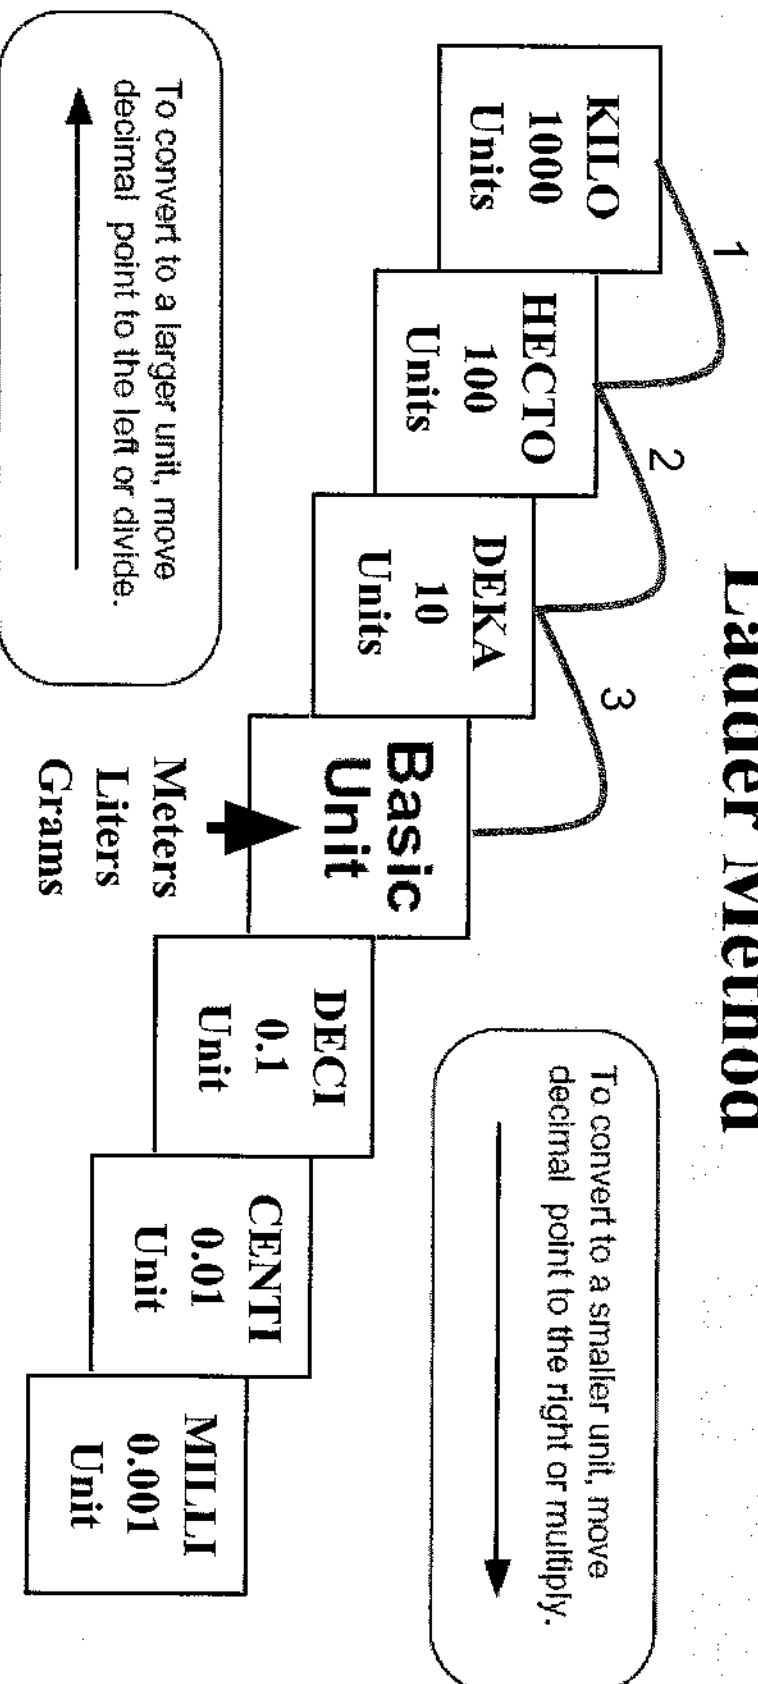 Ladder Method
1
2
3
KILO
1000
Units
HECTO
100
Units
DEKA
10
Units
Basic
Unit
DECI
0.1
Unit
CENTI
0.01
Unit
MILLI
0.001
Unit
To convert to a smaller unit, move
decimal point to the right or multiply.
To convert to a larger unit, move
decimal point to the left or divide.
Meters
Liters
Grams